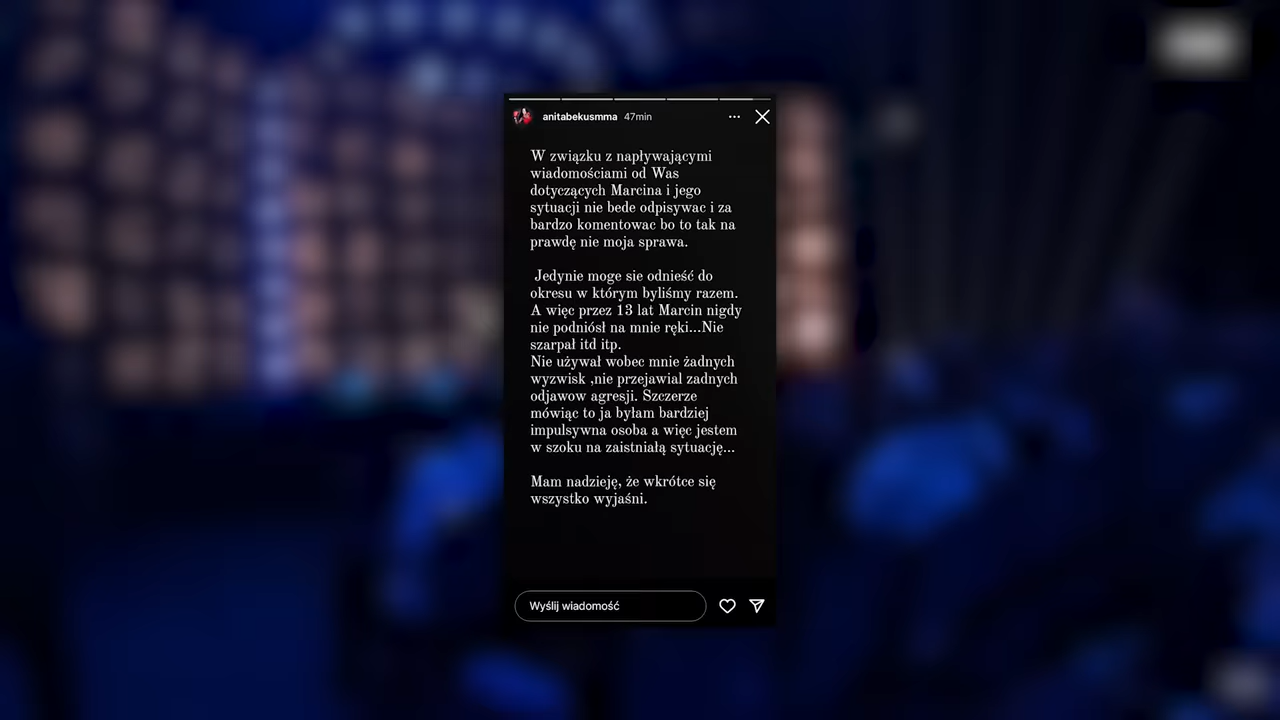 anitabekusmma 47min
W związku z napływającymi
wiadomościami od Was
dotyczących Marcina i jego
sytuacji nie bede odpisywac i za
bardzo komentowac bo to tak na
prawdę nie moja sprawa.
Jedynie moge sie odnieść do
okresu w którym byliśmy razem.
A więc przez 13 lat Marcin nigdy
nie podniósł na mnie ręki...Nie
szarpał itd itp.
Nie używał wobec mnie żadnych
wyzwisk ,nie przejawial zadnych
odjawow agresji. Szczerze
mówiąc to ja byłam bardziej
impulsywna osoba a więc jestem
w szoku na zaistniałą sytuację...
Mam nadzieję, że wkrótce się
wszystko wyjaśni.
Wyślij wiadomość